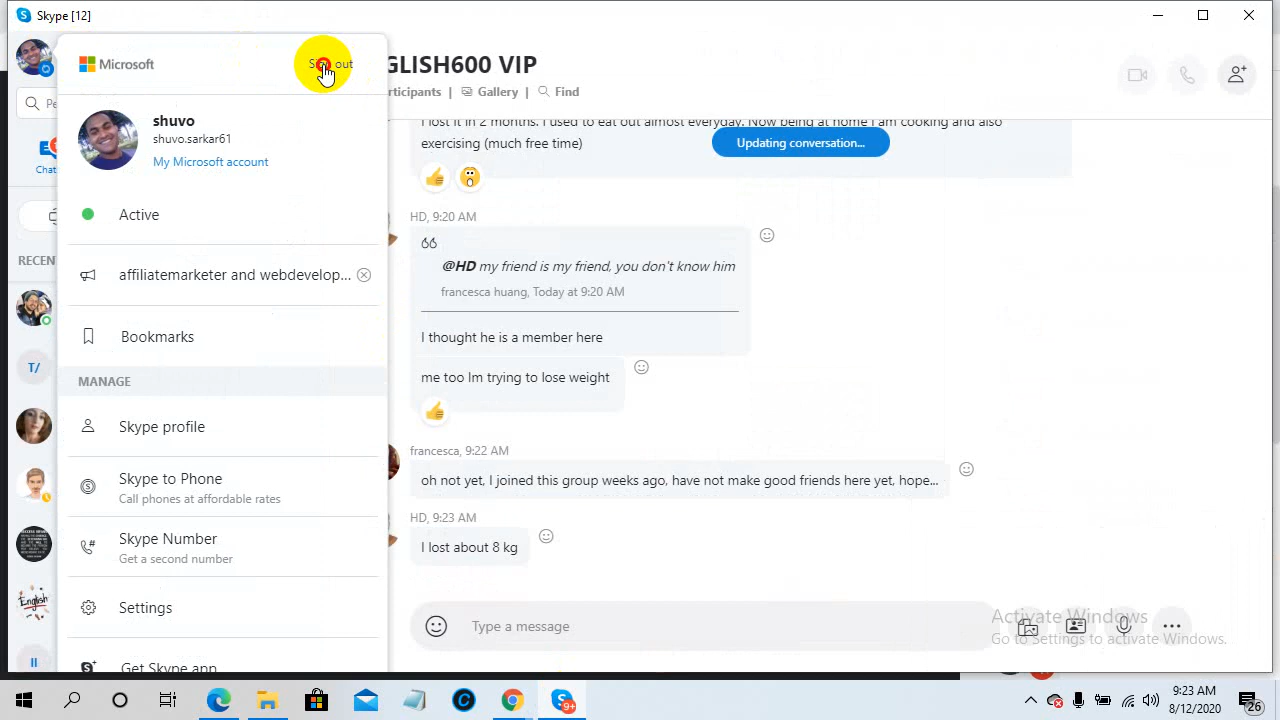 Skype [12]
Microsoft
out
GLISH600 VIP
rticipants | Gallery | Find
shuvo
shuvo.sarkar61
My Microsoft account
Pe
Chat
Active
RECEN
affiliatemarketer and webdevelop...
Bookmarks
MANAGE
T/
Skype profile
Skype to Phone
Call phones at affordable rates
Skype Number
Get a second number
English
Settings
II
Get Skype app
I lost it in 2 months. I used to eat out almost everyday. Now being at home I am cooking and also
exercising (much free time)
Updating conversation...
HD, 9:20 AM
@HD my friend is my friend, you don't know him
francesca huang, Today at 9:20 AM
I thought he is a member here
me too Im trying to lose weight
francesca, 9:22 AM
oh not yet, I joined this group weeks ago, have not make good friends here yet, hope...
HD, 9:23 AM
I lost about 8 kg
Type a message
Activate Windows
Go to Settings to activate Windows.
9+
9:23 AM
8/12/2020
26